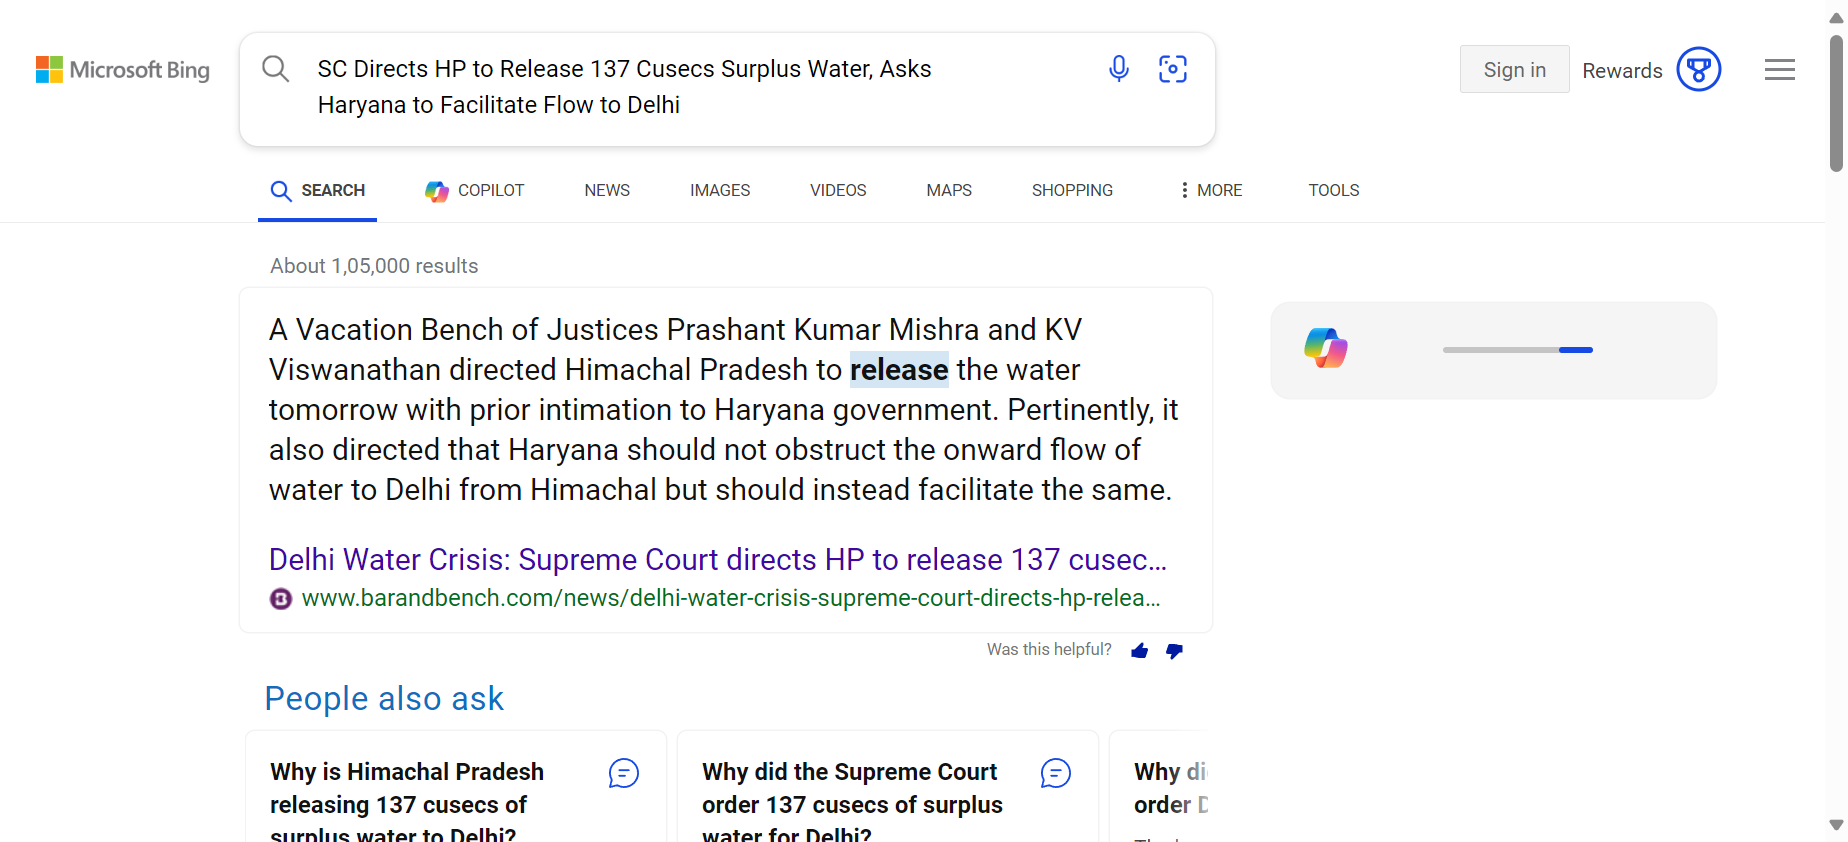 Microsoft Bing
SC Directs HP to Release 137 Cusecs Surplus Water, Asks
Haryana to Facilitate Flow to Delhi
Sign in
Rewards
SEARCH
COPILOT
NEWS
IMAGES
VIDEOS
MAPS
SHOPPING
MORE
TOOLS
About 1,05,000 results
A Vacation Bench of Justices Prashant Kumar Mishra and KV
Viswanathan directed Himachal Pradesh to release the water
tomorrow with prior intimation to Haryana government. Pertinently, it
also directed that Haryana should not obstruct the onward flow of
water to Delhi from Himachal but should instead facilitate the same.
Delhi Water Crisis: Supreme Court directs HP to release 137 cusec...
www.barandbench.com/news/delhi-water-crisis-supreme-court-directs-hp-relea...
Was this helpful?
People also ask
Why is Himachal Pradesh
releasing 137 cusecs of
surplus water to Delhi?
Why did the Supreme Court
order 137 cusecs of surplus
water for Delhi?
Why di
order D